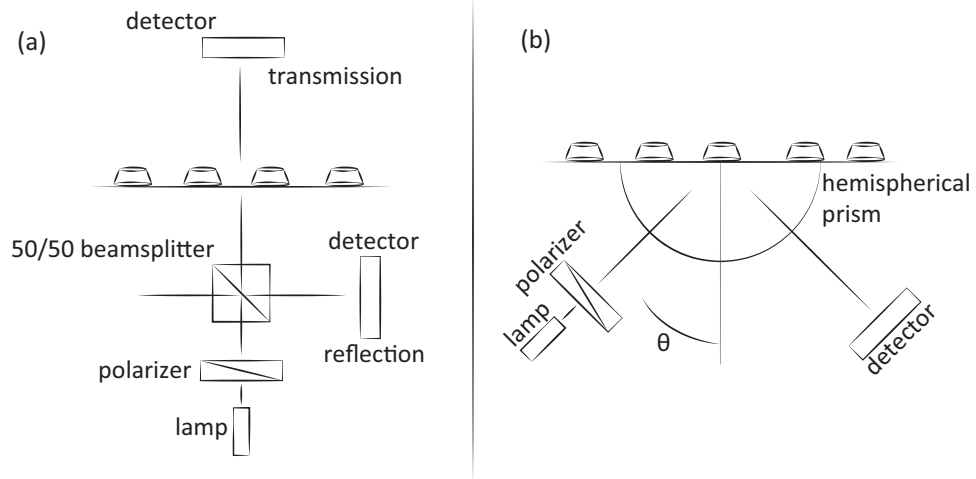 (a)
detector
transmission
50/50 beamsplitter
detector
reflection
polarizer
lamp
(b)
hemispherical
prism
polarizer
lamp
θ
detector